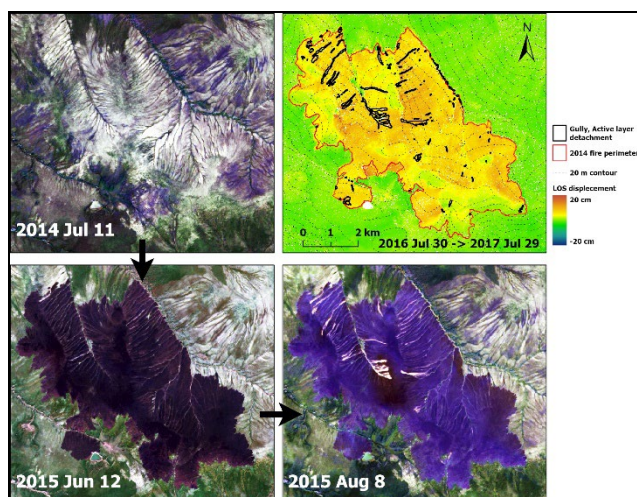 2014 Jul 11
N
0 1 2 km
2016 Jul 30 -> 2017 Jul 29
Gully, Active layer
detachment
2014 fire perimeter
20 m contour
LOS displacement
20 cm
-20 cm
2015 Jun 12
2015 Aug 8